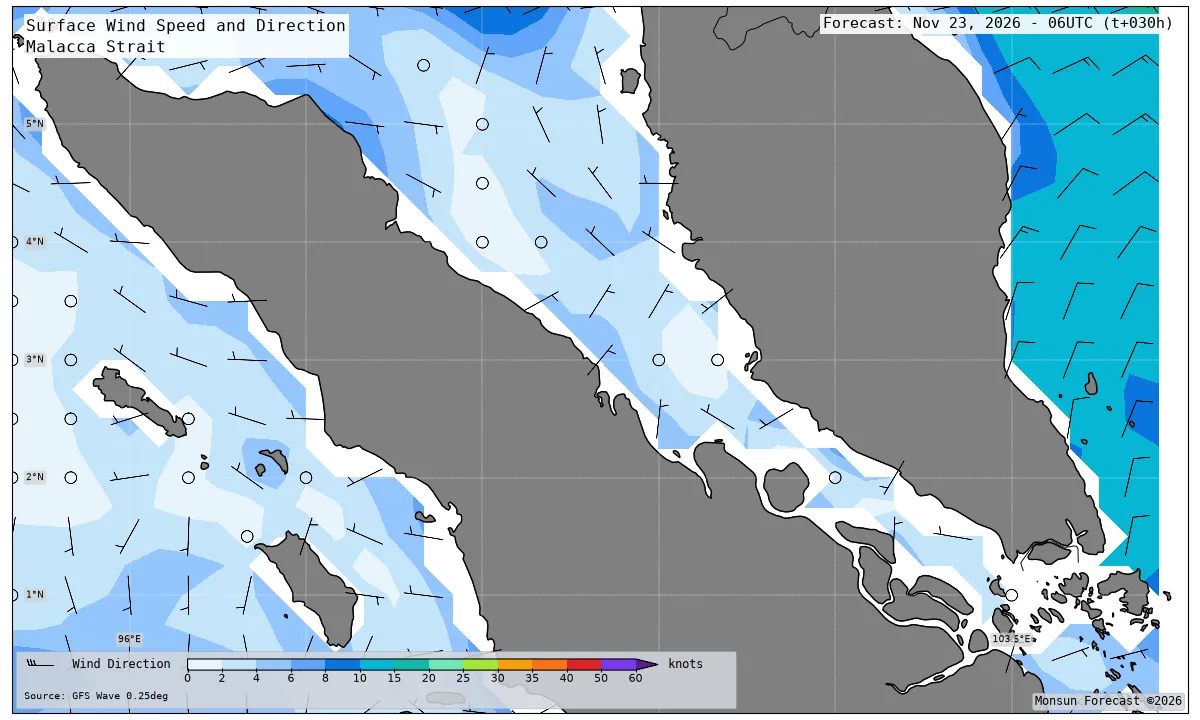 Surface Wind Speed and Direction
Malacca Strait
Forecast: Nov 23, 2026 - 06UTC (t+030h)
5°N
4°N
3°N
2°N
1°N
96°E
103.5°E
Wind Direction
0 2 4 6 8 10 15 20 25 30 35 40 50 60
knots
Source: GFS Wave 0.25deg
Monsun Forecast ©2026